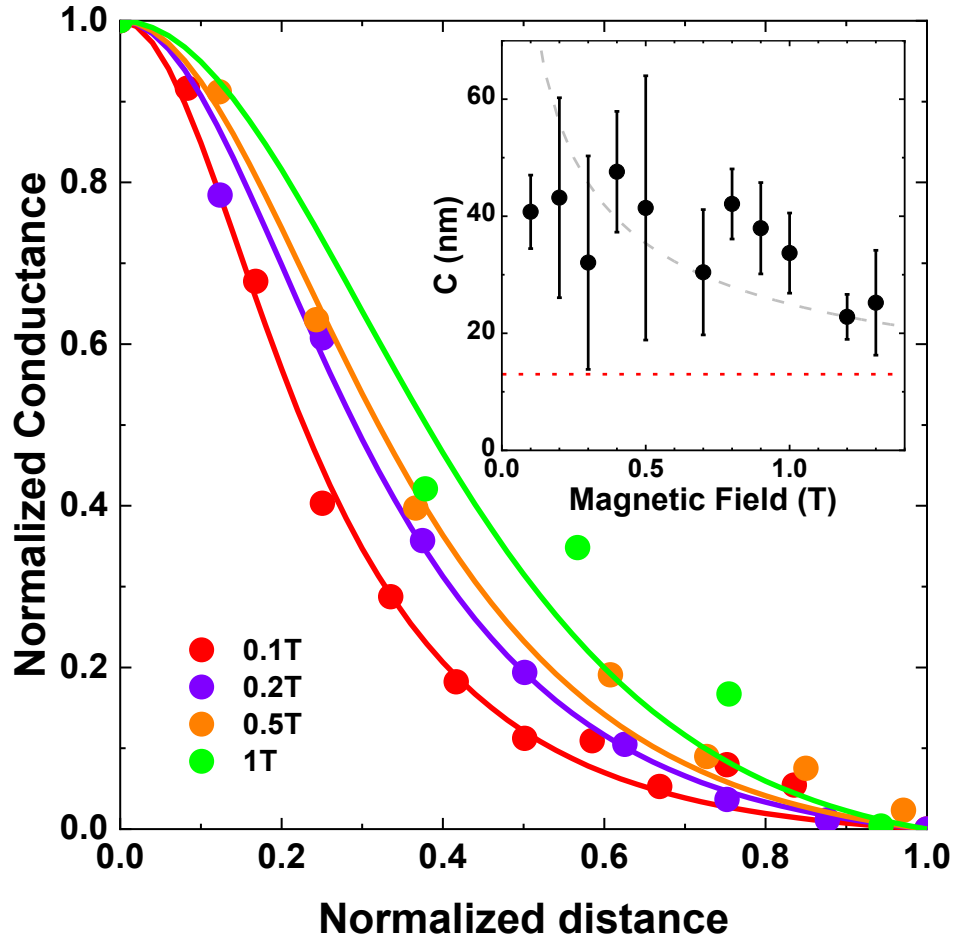 Normalized Conductance
1.0
0.8
0.6
0.4
0.2
0.0
0.0 0.2 0.4 0.6 0.8 1.0
Normalized distance
0.1T
0.2T
0.5T
1T
C (nm)
60
40
20
0
0.0 0.5 1.0
Magnetic Field (T)